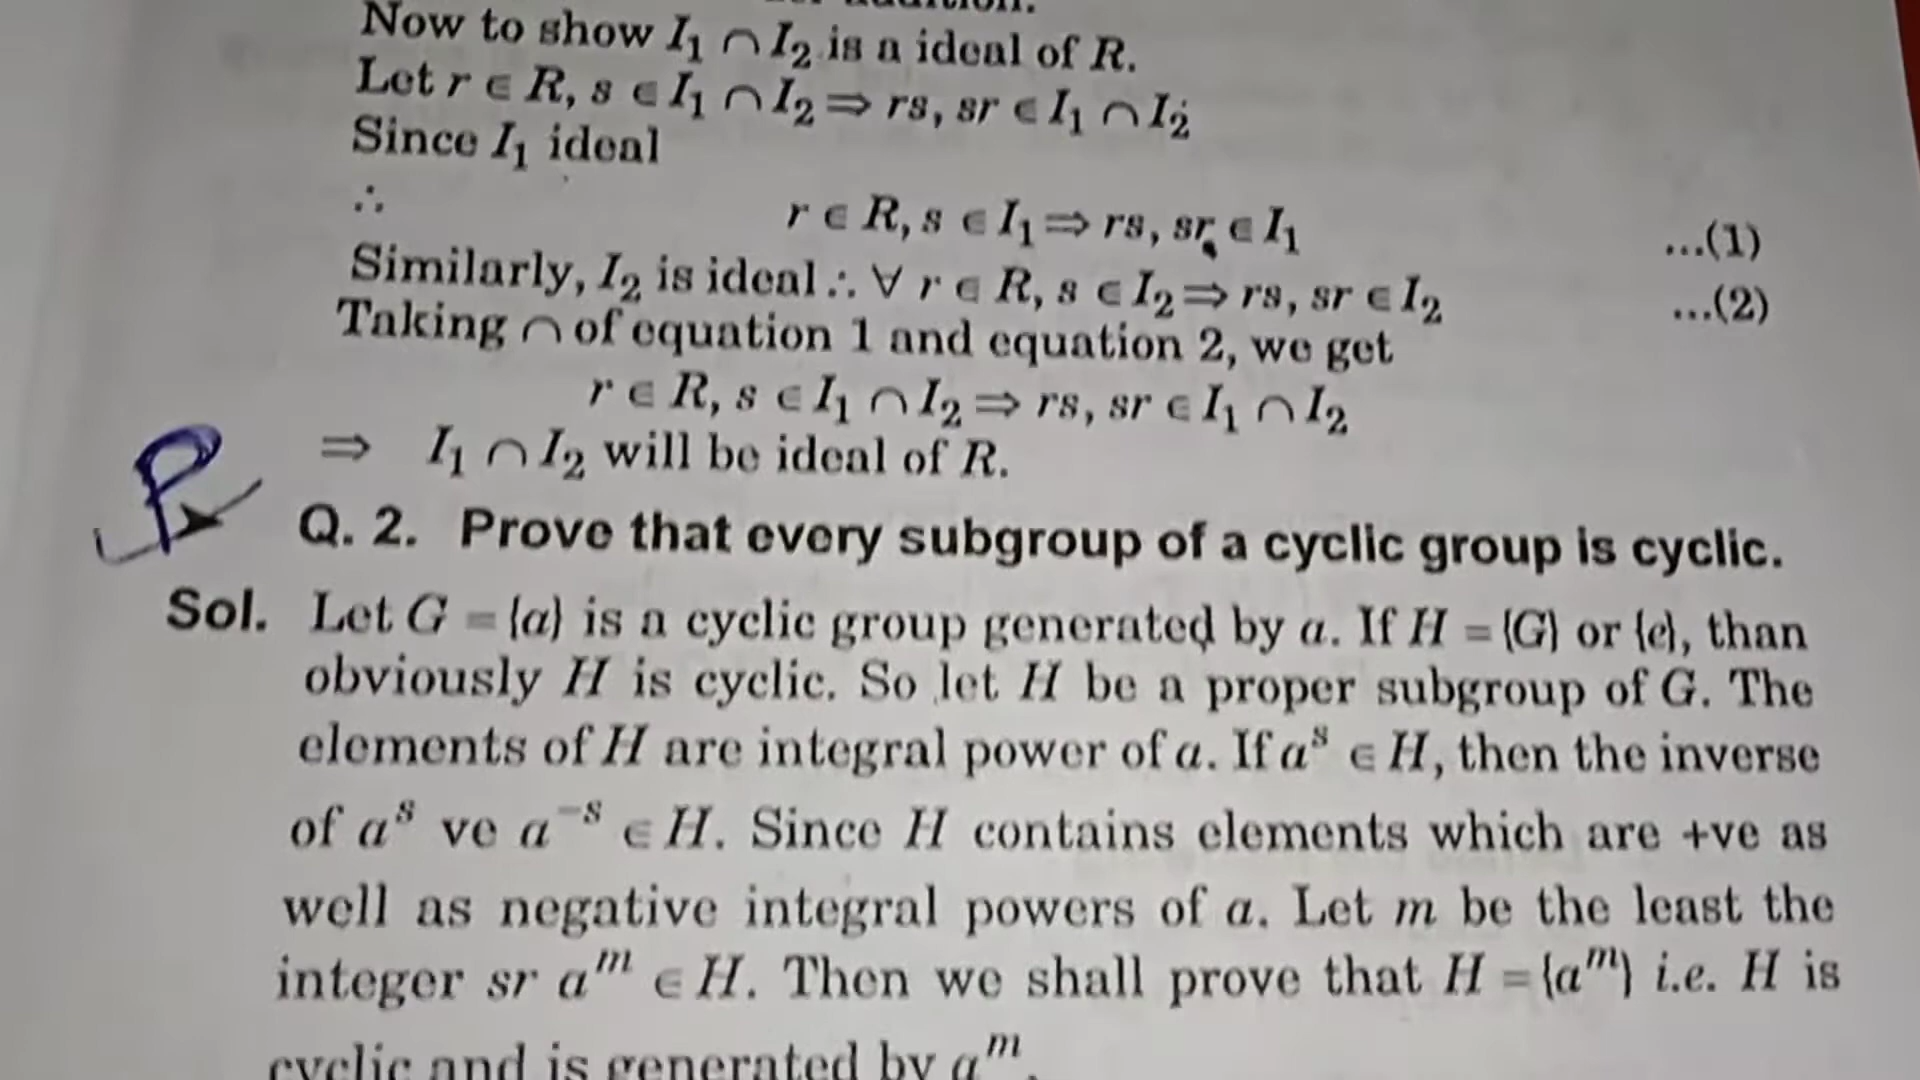 Now to show I₁ ∩ I₂ is a ideal of R.
Let r ∈ R, s ∈ I₁ ∩ I₂ ⇒ rs, sr ∈ I₁ ∩ I₂
Since I₁ ideal
∴ r ∈ R, s ∈ I₁ ⇒ rs, sr ∈ I₁ ...(1)
Similarly, I₂ is ideal ∴ ∀ r ∈ R, s ∈ I₂ ⇒ rs, sr ∈ I₂ ...(2)
Taking ∩ of equation 1 and equation 2, we get
r ∈ R, s ∈ I₁ ∩ I₂ ⇒ rs, sr ∈ I₁ ∩ I₂
⇒ I₁ ∩ I₂ will be ideal of R.
Q. 2. Prove that every subgroup of a cyclic group is cyclic.
Sol. Let G = {a} is a cyclic group generated by a. If H = {G} or {e}, than
obviously H is cyclic. So let H be a proper subgroup of G. The
elements of H are integral power of a. If aˢ ∈ H, then the inverse
of aˢ ve a⁻ˢ ∈ H. Since H contains elements which are +ve as
well as negative integral powers of a. Let m be the least the
integer sr aᵐ ∈ H. Then we shall prove that H = {aᵐ} i.e. H is
cyclic and is generated by aᵐ.